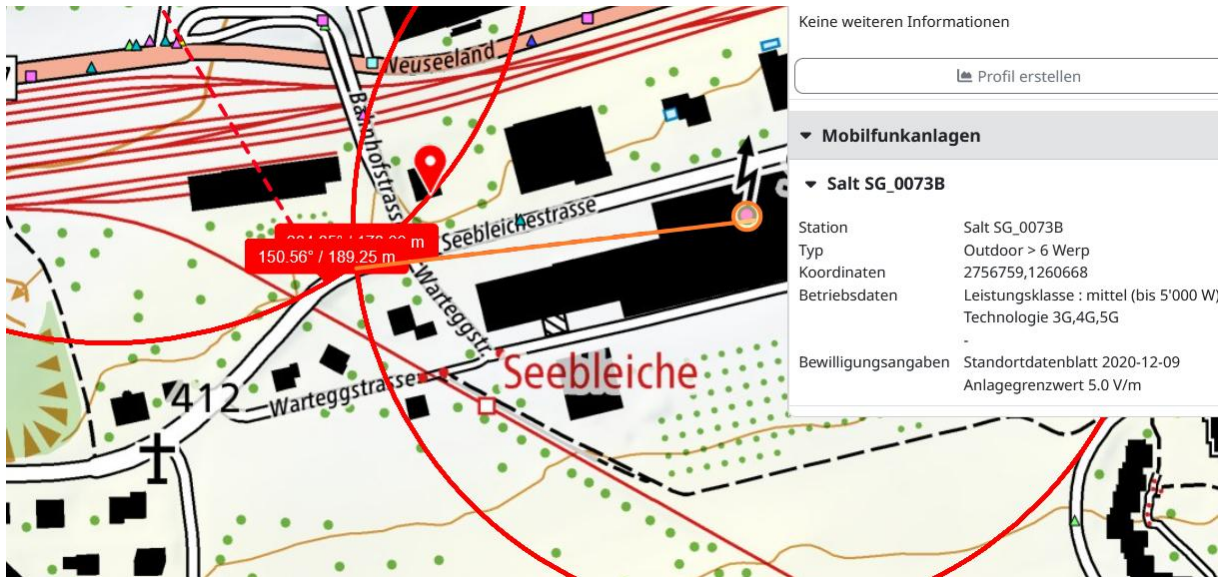 Neuseeland
Bahnhofstrass
Seebleichestrasse
150.56° / 189.25 m
Warteggstr.
Seebleiche
Warteggstrasse
412
Keine weiteren Informationen
Profil erstellen
Mobilfunkanlagen
Salt SG_0073B
Station Salt SG_0073B
Typ Outdoor > 6 Werp
Koordinaten 2756759,1260668
Betriebsdaten Leistungsklasse : mittel (bis 5'000 W)
Technologie 3G,4G,5G
-
Bewilligungsangaben Standortdatenblatt 2020-12-09
Anlagegrenzwert 5.0 V/m